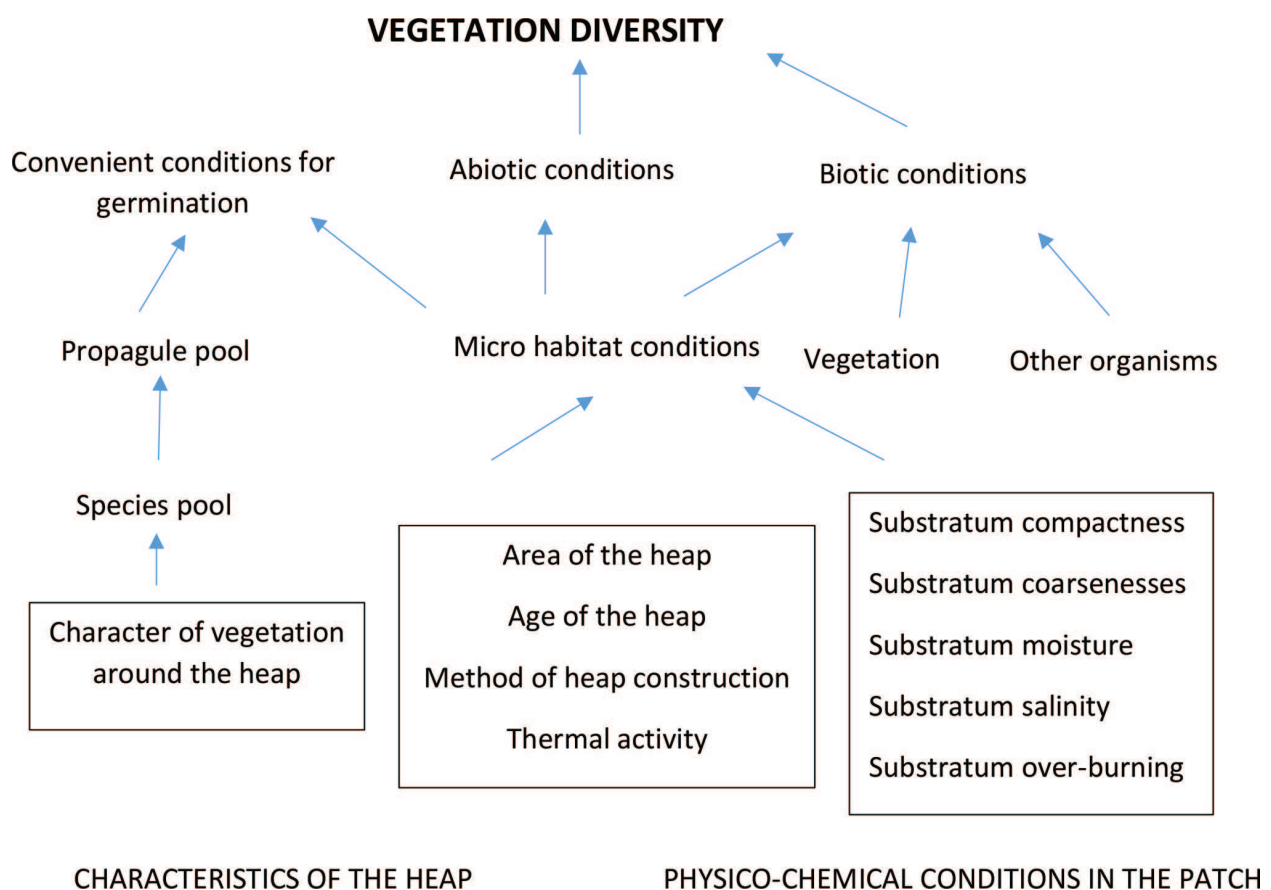 VEGETATION DIVERSITY
Convenient conditions for
germination
Abiotic conditions
Biotic conditions
Propagule pool
Micro habitat conditions
Vegetation
Other organisms
Species pool
Character of vegetation
around the heap
Area of the heap
Age of the heap
Method of heap construction
Thermal activity
Substratum compactness
Substratum coarsenesses
Substratum moisture
Substratum salinity
Substratum over-burning
CHARACTERISTICS OF THE HEAP
PHYSICO-CHEMICAL CONDITIONS IN THE PATCH